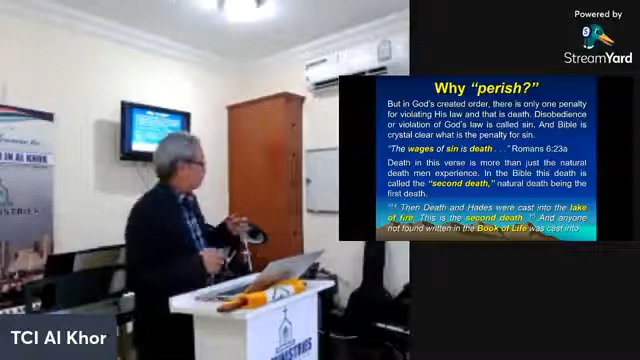 Powered by
StreamYard
Why “perish?”
But in God's created order, there is only one penalty
for violating His law and that is death. Disobedience
or violation of God's law is called sin. And Bible is
crystal clear what is the penalty for sin.
“The wages of sin is death . . .” Romans 6:23a
Death in this verse is more than just the natural
death men experience. In the Bible this death is
called the “second death,” natural death being the
first death.
“14 Then Death and Hades were cast into the lake
of fire. This is the second death. 15 And anyone
not found written in the Book of Life was cast into
IN AL KHOR
MINISTRIES
TCI Al Khor